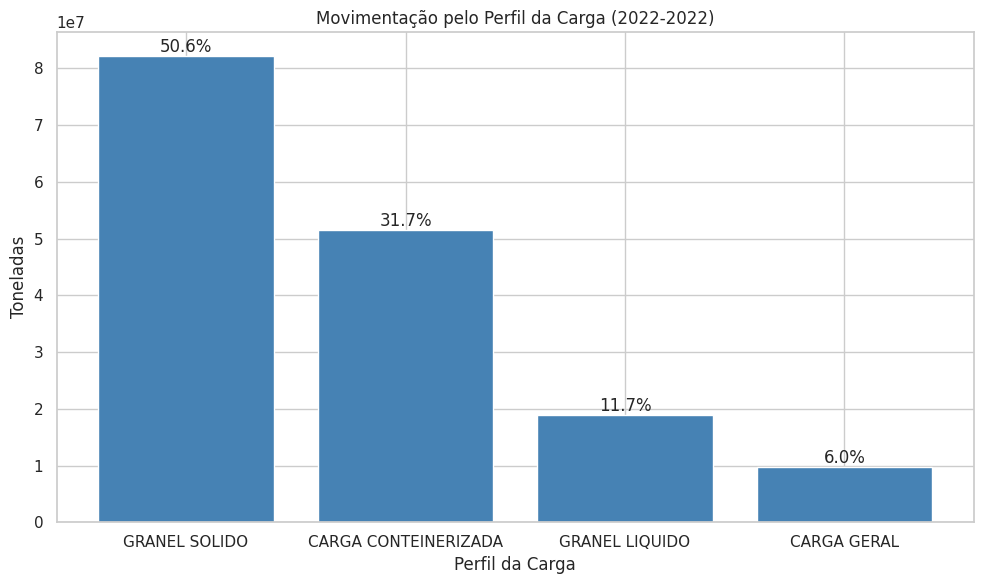 Movimentação pelo Perfil da Carga (2022-2022)
1e7
8
7
6
5
4
3
2
1
0
Toneladas
50.6%
31.7%
11.7%
6.0%
GRANEL SOLIDO
CARGA CONTEINERIZADA
GRANEL LIQUIDO
CARGA GERAL
Perfil da Carga